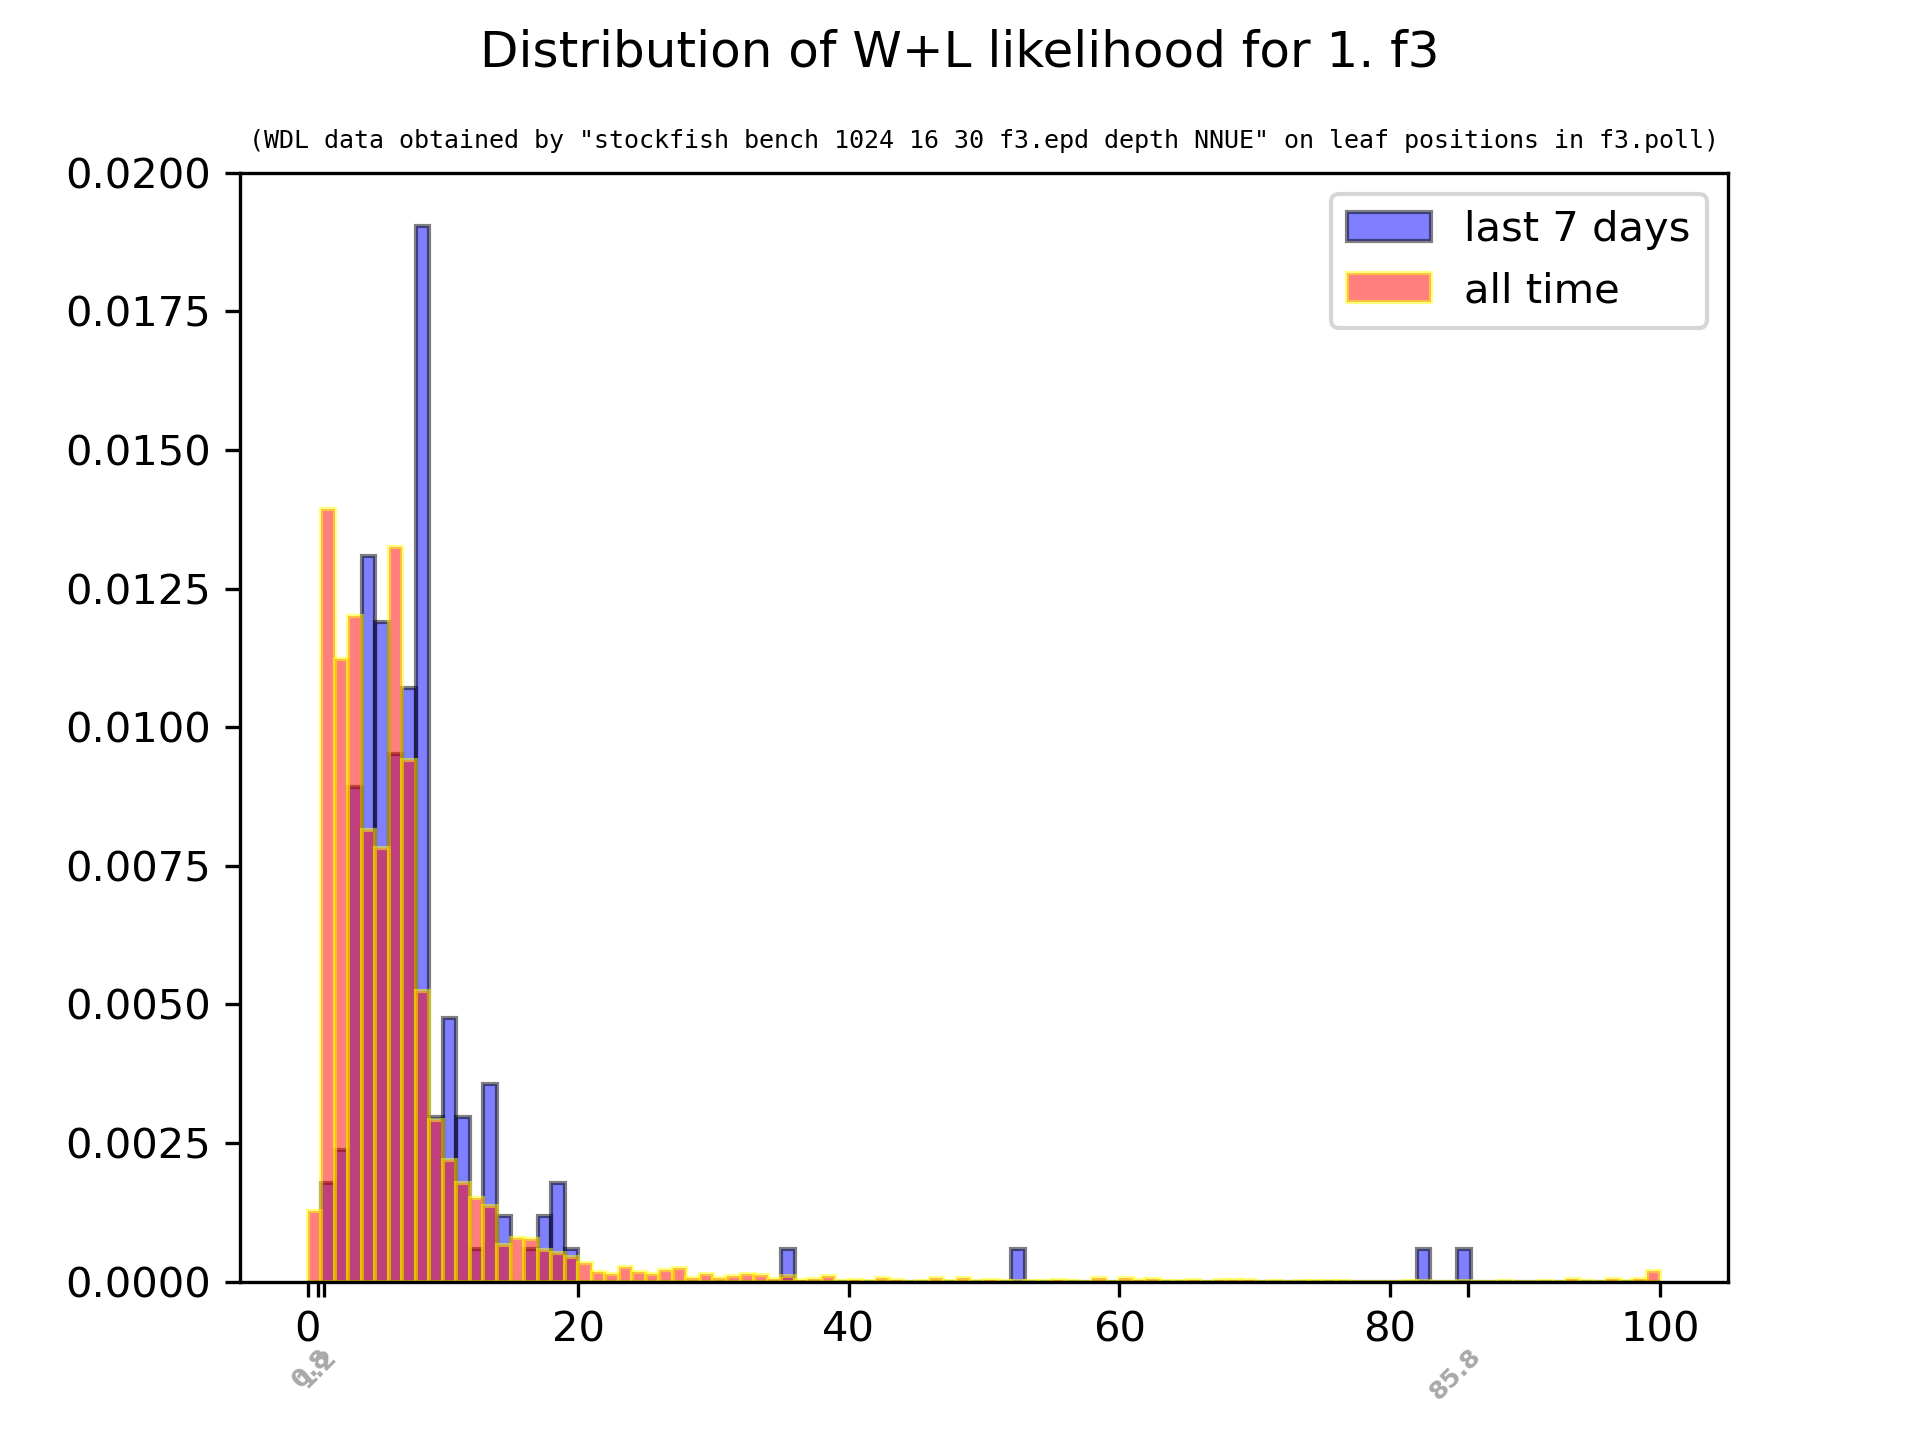 Distribution of W+L likelihood for 1. f3
(WDL data obtained by "stockfish bench 1024 16 30 f3.epd depth NNUE" on leaf positions in f3.poll)
0.0200
0.0175
0.0150
0.0125
0.0100
0.0075
0.0050
0.0025
0.0000
last 7 days
all time
0 20 40 60 80 100
85.8